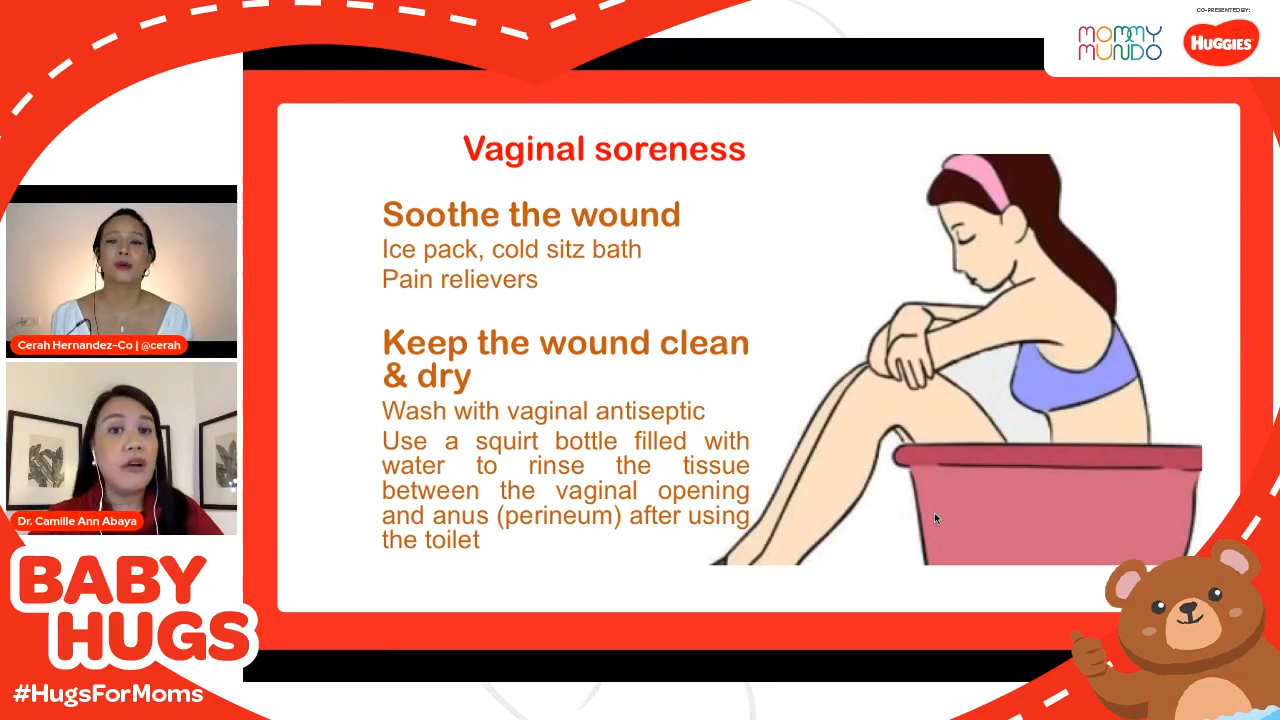 CO-PRESENTED BY:
MOMMY
MUNDO
HUGGIES
Vaginal soreness
Soothe the wound
Ice pack, cold sitz bath
Pain relievers
Keep the wound clean
& dry
Wash with vaginal antiseptic
Use a squirt bottle filled with
water to rinse the tissue
between the vaginal opening
and anus (perineum) after using
the toilet
Cerah Hernandez-Co | @cerah
Dr. Camille Ann Abaya
BABY
HUGS
#HugsForMoms